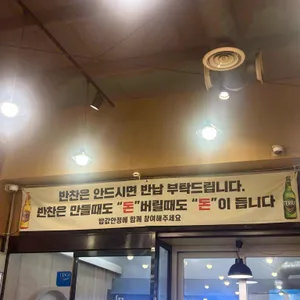 반찬은 안드시면 반납 부탁드립니다.
반찬은 만들때도 "돈"버릴때도 "돈"이 듭니다
밥값안정에 함께 참여해주세요